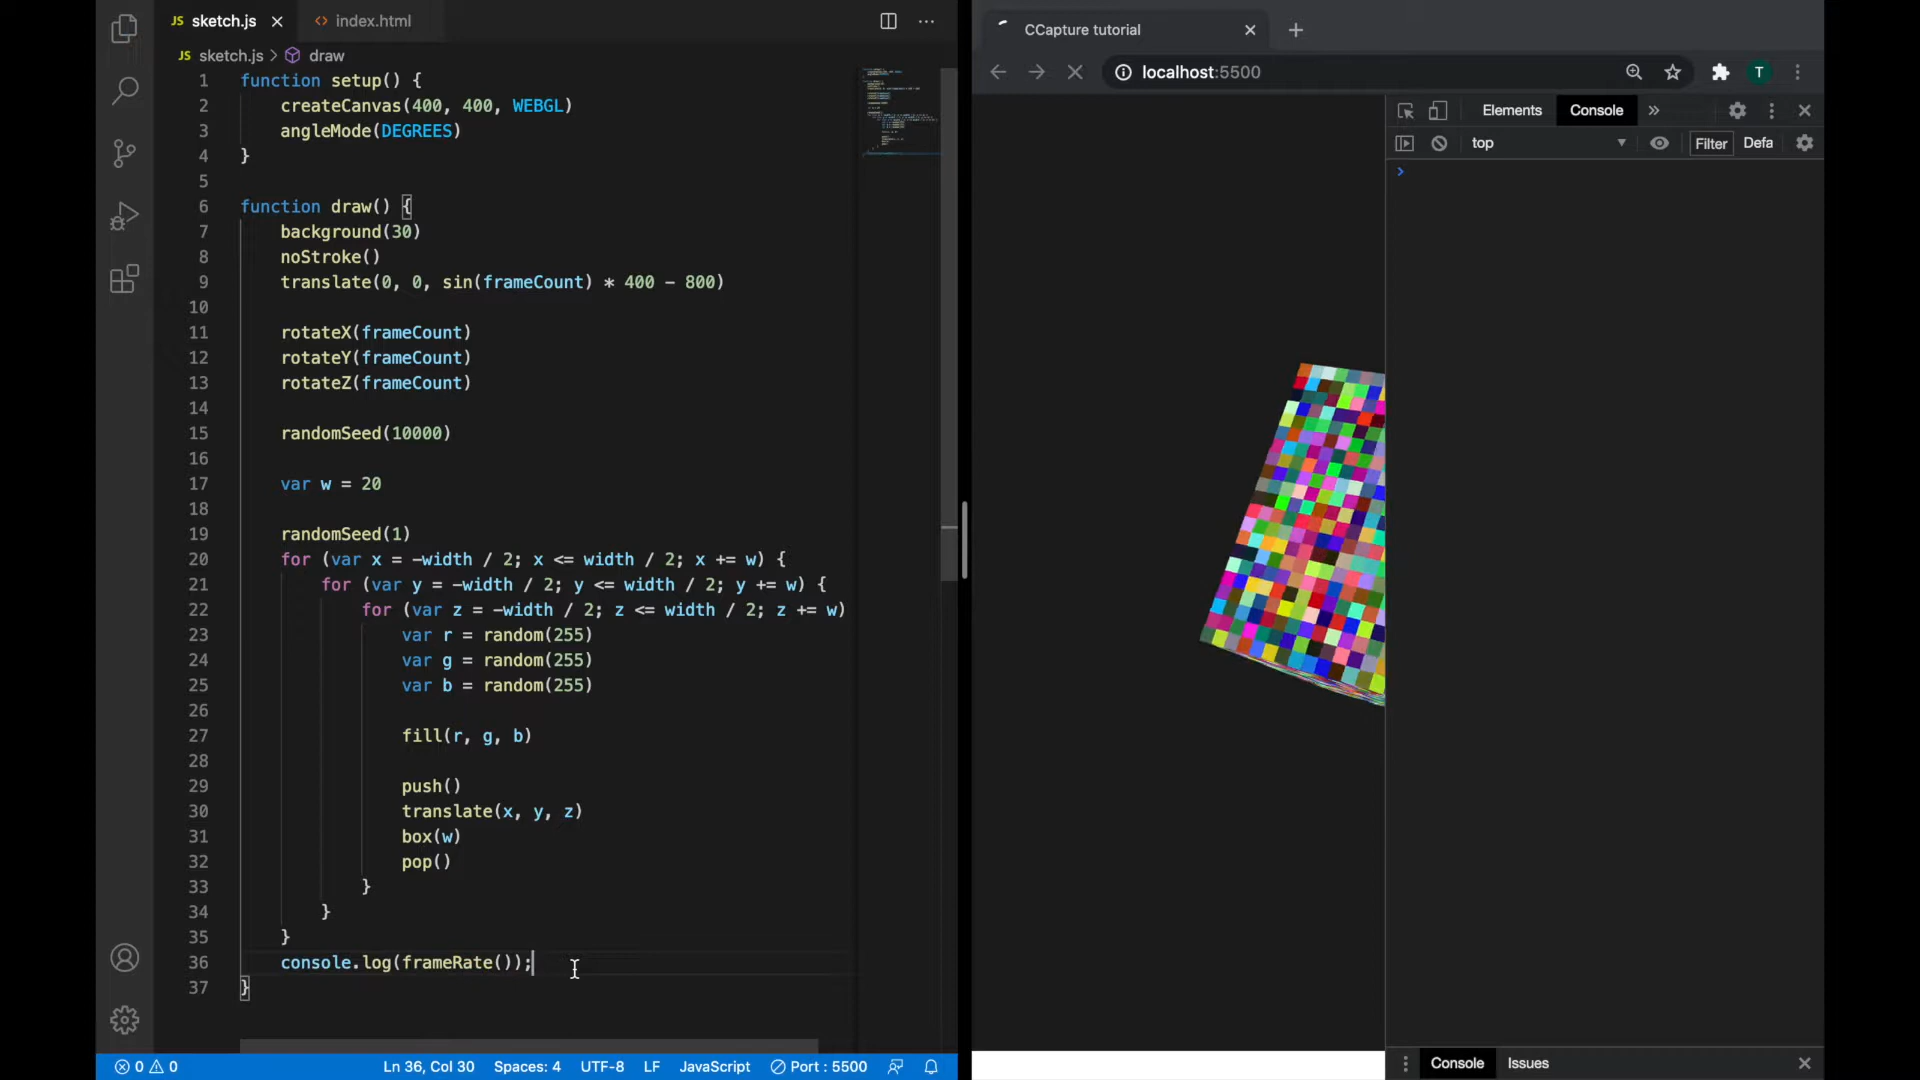 JS sketch.js
<> index.html
JS sketch.js > draw
1 function setup() {
2 createCanvas(400, 400, WEBGL)
3 angleMode(DEGREES)
4 }
5
6 function draw() {
7 background(30)
8 noStroke()
9 translate(0, 0, sin(frameCount) * 400 - 800)
10
11 rotateX(frameCount)
12 rotateY(frameCount)
13 rotateZ(frameCount)
14
15 randomSeed(10000)
16
17 var w = 20
18
19 randomSeed(1)
20 for (var x = -width / 2; x <= width / 2; x += w) {
21 for (var y = -width / 2; y <= width / 2; y += w) {
22 for (var z = -width / 2; z <= width / 2; z += w)
23 var r = random(255)
24 var g = random(255)
25 var b = random(255)
26
27 fill(r, g, b)
28
29 push()
30 translate(x, y, z)
31 box(w)
32 pop()
33 }
34 }
35 }
36 console.log(frameRate());
37 }
0 0 Ln 36, Col 30 Spaces: 4 UTF-8 LF JavaScript Port : 5500
CCapture tutorial
localhost:5500
T
Elements Console »
top Filter Defa
>
Console Issues